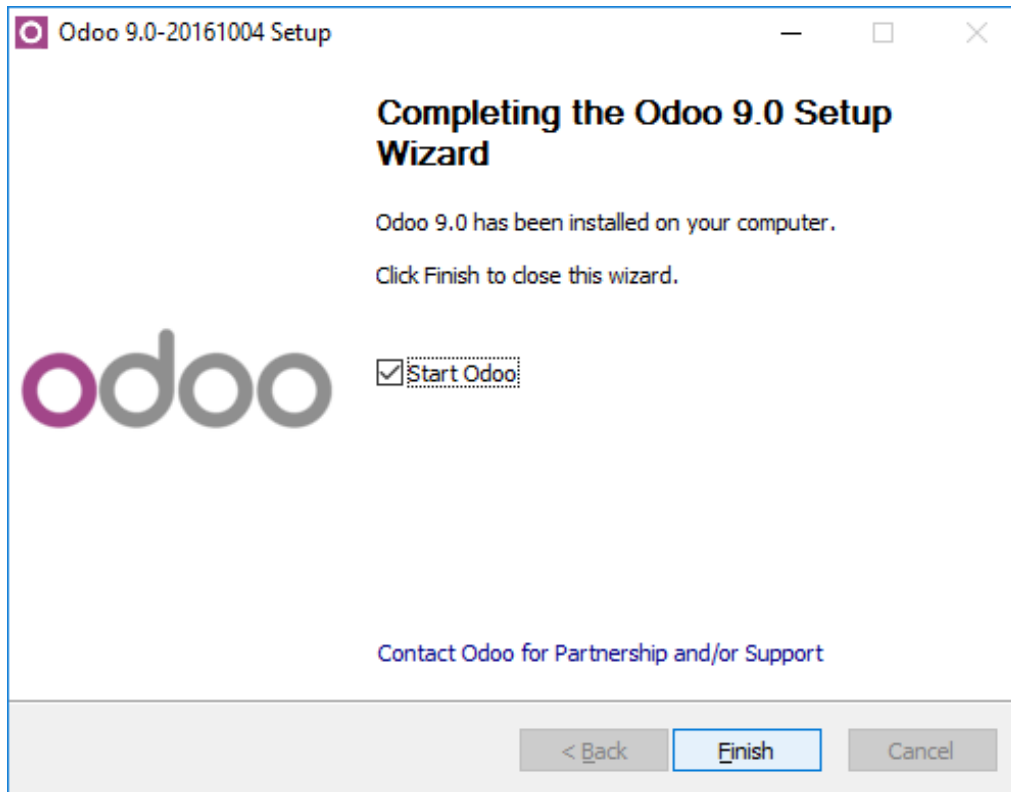 Odoo 9.0-20161004 Setup
Completing the Odoo 9.0 Setup
Wizard
Odoo 9.0 has been installed on your computer.
Click Finish to close this wizard.
odoo
Start Odoo
Contact Odoo for Partnership and/or Support
< Back
Finish
Cancel